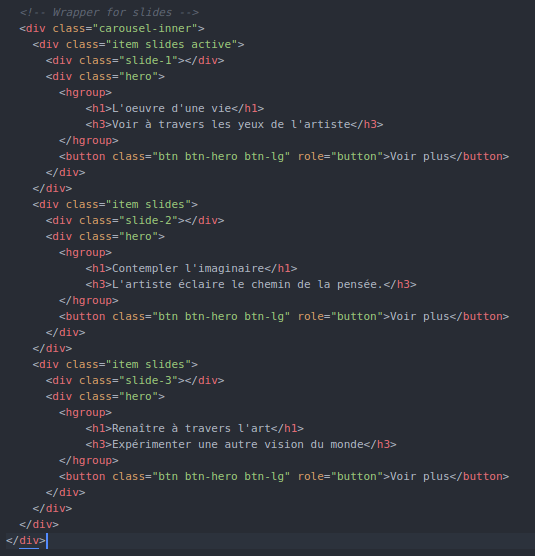 <!-- Wrapper for slides -->
<div class="carousel-inner">
<div class="item slides active">
<div class="slide-1"></div>
<div class="hero">
<hgroup>
<h1>L'oeuvre d'une vie</h1>
<h3>Voir à travers les yeux de l'artiste</h3>
</hgroup>
<button class="btn btn-hero btn-lg" role="button">Voir plus</button>
</div>
</div>
<div class="item slides">
<div class="slide-2"></div>
<div class="hero">
<hgroup>
<h1>Contempler l'imaginaire</h1>
<h3>L'artiste éclaire le chemin de la pensée.</h3>
</hgroup>
<button class="btn btn-hero btn-lg" role="button">Voir plus</button>
</div>
</div>
<div class="item slides">
<div class="slide-3"></div>
<div class="hero">
<hgroup>
<h1>Renaître à travers l'art</h1>
<h3>Expérimenter une autre vision du monde</h3>
</hgroup>
<button class="btn btn-hero btn-lg" role="button">Voir plus</button>
</div>
</div>
</div>
</div>